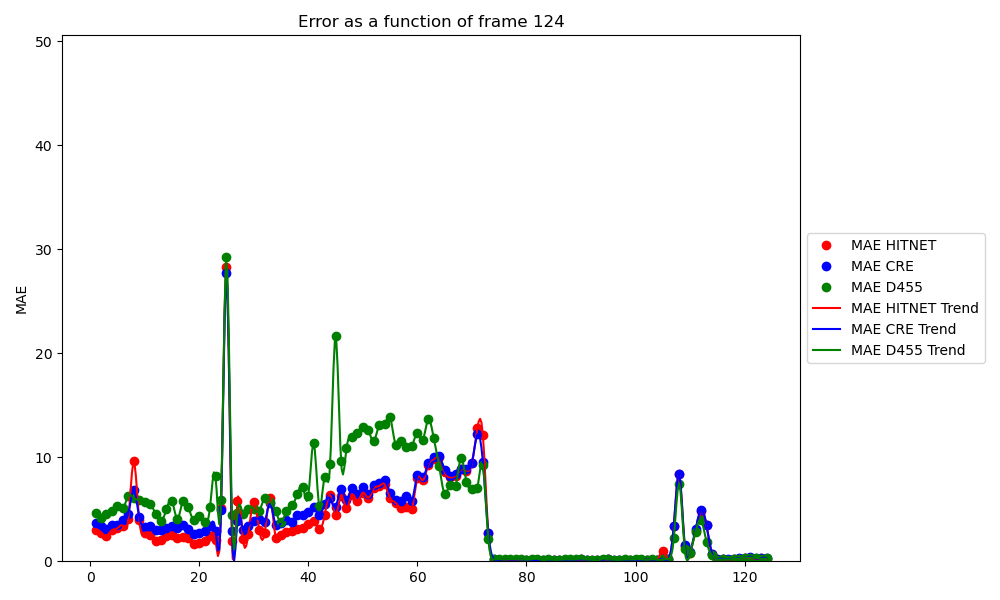 Error as a function of frame 124
50
40
30
20
10
0
MAE
0 20 40 60 80 100 120
MAE HITNET
MAE CRE
MAE D455
MAE HITNET Trend
MAE CRE Trend
MAE D455 Trend